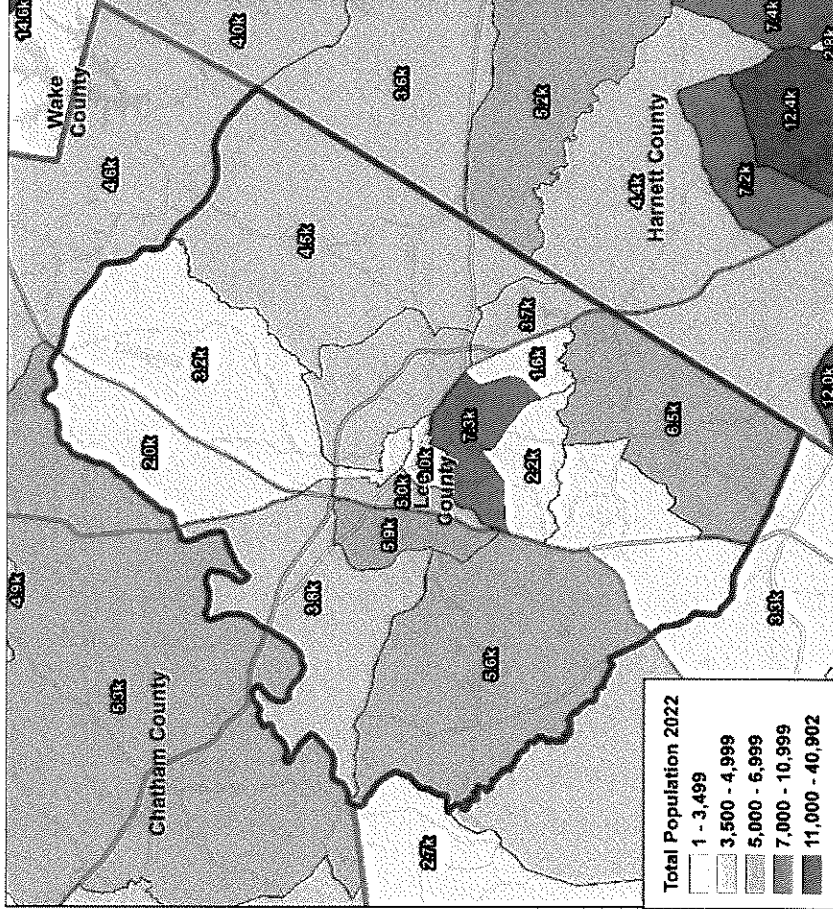 14.6k
Wake
County
4.0k
4.6k
3.6k
7.4k
5.2k
12.4k
7.2k
4.4k
Harnett County
4.5k
3.2k
3.7k
1.6k
2.0k
7.3k
2.2k
6.5k
12.0k
County
5.9k
3.8k
4.9k
5.3k
Chatham County
5.6k
3.3k
2.7k
Total Population 2022
1 - 3,499
3,500 - 4,999
5,000 - 6,999
7,000 - 10,999
11,000 - 40,902